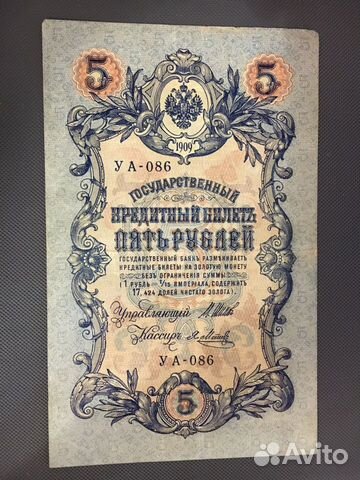 5 5
1909
УА-086
ГОСУДАРСТВЕННЫЙ
КРЕДИТНЫЙ БИЛЕТЪ
ПЯТЬ РУБЛЕЙ
ГОСУДАРСТВЕННЫЙ БАНКЪ РАЗМѢНИВАЕТЪ
КРЕДИТНЫЕ БИЛЕТЫ НА ЗОЛОТУЮ МОНЕТУ
БЕЗЪ ОГРАНИЧЕНІЯ СУММЫ
(1 РУБЛЬ = 1/15 ИМПЕРІАЛА, СОДЕРЖИТЪ
17,424 ДОЛЕЙ ЧИСТАГО ЗОЛОТА).
Управляющій
Кассиръ
УА-086
5
Avito